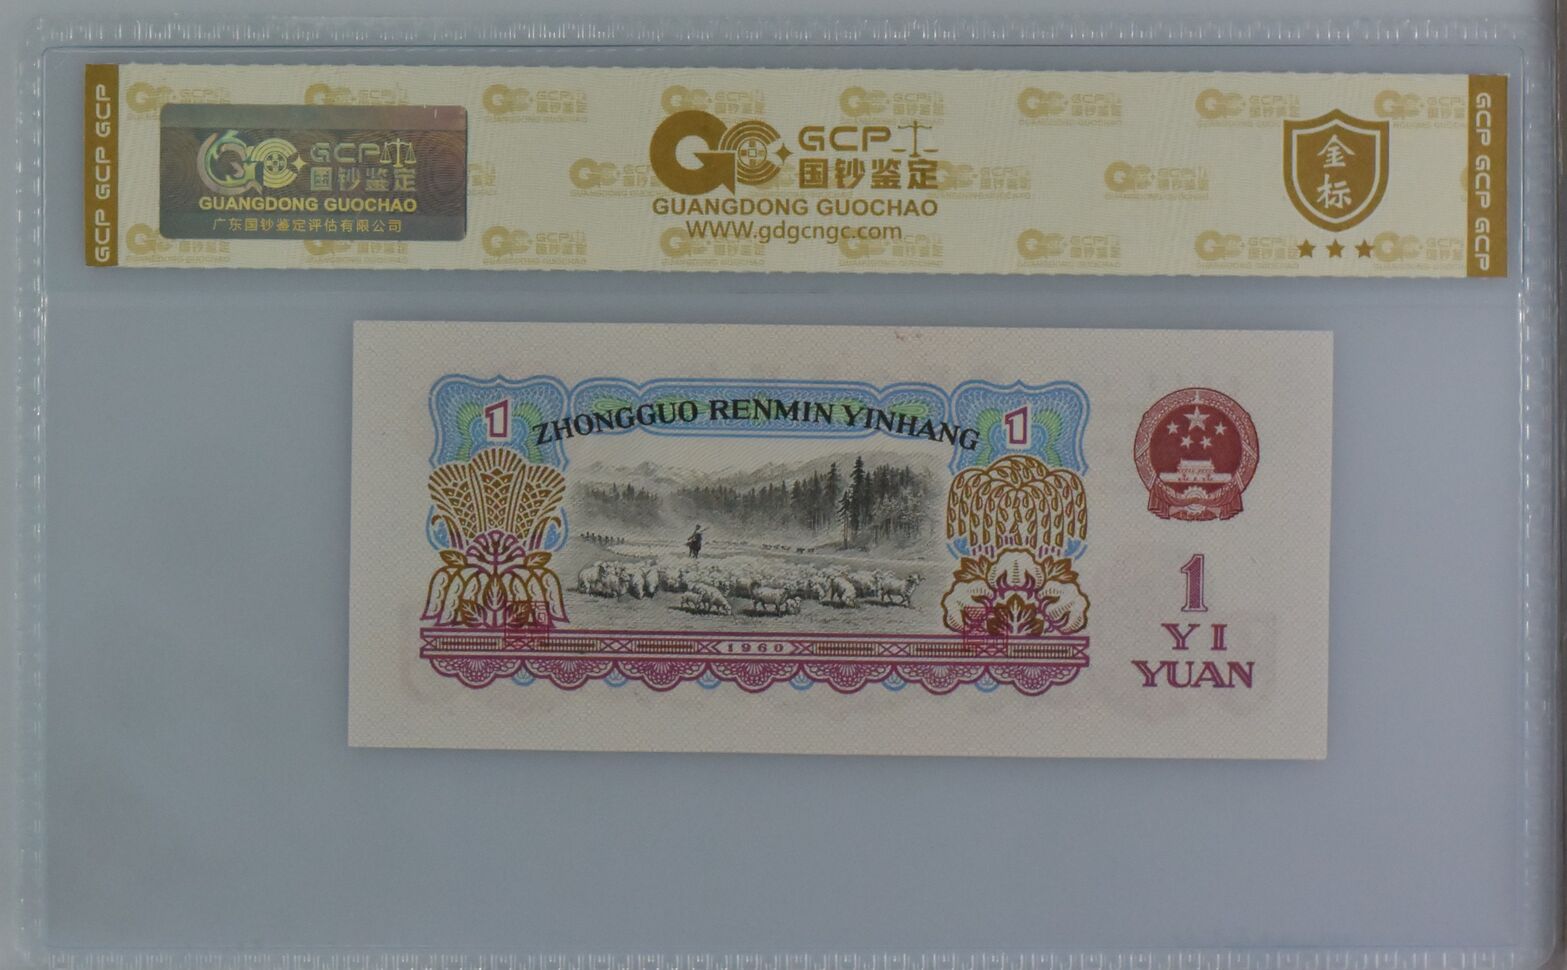 GCP GCP GCP
GCP
国钞鉴定
GUANGDONG GUOCHAO
广东国钞鉴定评估有限公司
GCP
国钞鉴定
GUANGDONG GUOCHAO
WWW.gdgcngc.com
金
标
GCP GCP GCP
1
ZHONGGUO RENMIN YINHANG
1
1960
1
YI
YUAN